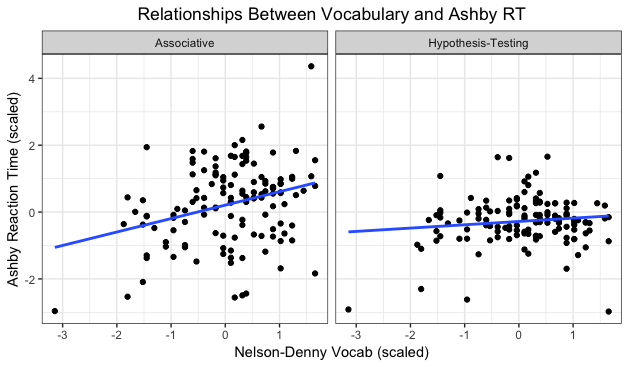 Relationships Between Vocabulary and Ashby RT
Associative
Hypothesis-Testing
Ashby Reaction Time (scaled)
4
2
0
-2
-3 -2 -1 0 1
-3 -2 -1 0 1
Nelson-Denny Vocab (scaled)